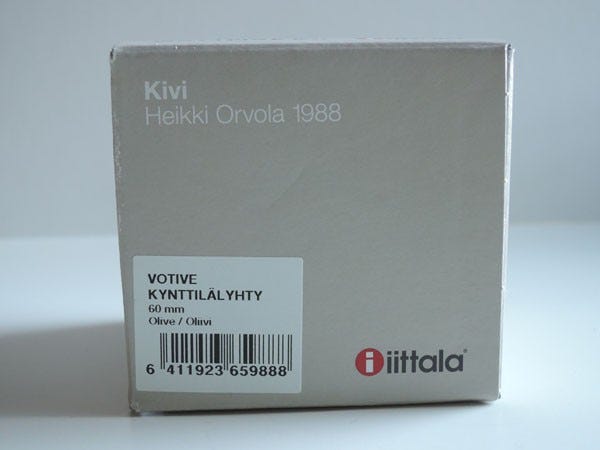 Kivi
Heikki Orvola 1988
VOTIVE
KYNTTILÄLYHTY
60 mm
Olive / Oliivi
6 411923 659888
i iittala®